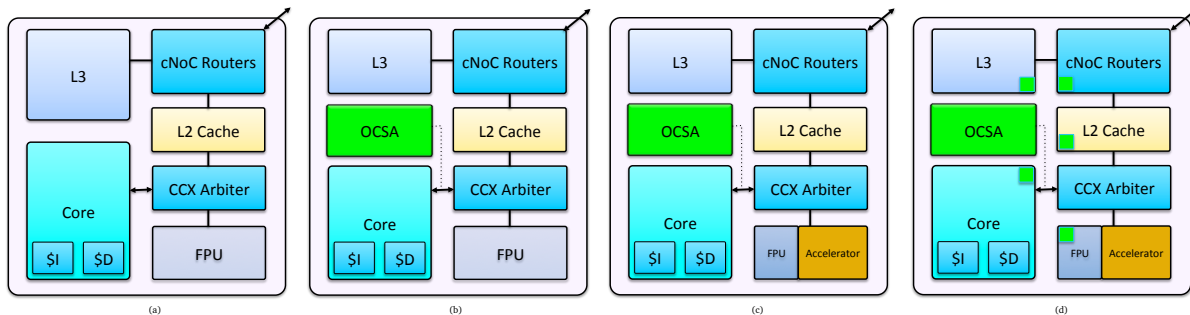 L3
cNoC Routers
L2 Cache
CCX Arbiter
Core
$I
$D
FPU
(a)
L3
cNoC Routers
OCSA
L2 Cache
CCX Arbiter
Core
$I
$D
FPU
(b)
L3
cNoC Routers
OCSA
L2 Cache
CCX Arbiter
Core
$I
$D
FPU
Accelerator
(c)
L3
cNoC Routers
OCSA
L2 Cache
CCX Arbiter
Core
$I
$D
FPU
Accelerator
(d)